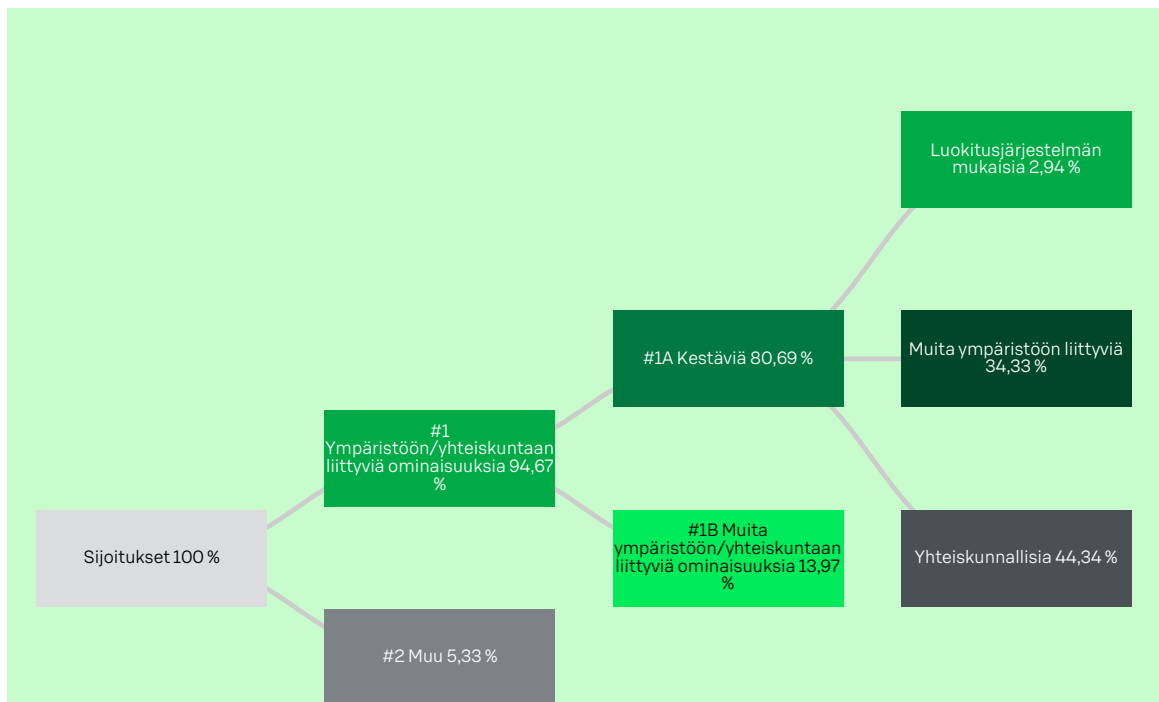 Luokitusjärjestelmän
mukaisia 2,94 %
#1A Kestäviä 80,69 %
Muita ympäristöön liittyviä
34,33 %
#1
Ympäristöön/yhteiskuntaan
liittyviä ominaisuuksia 94,67
%
Sijoitukset 100 %
#1B Muita
ympäristöön/yhteiskuntaan
liittyviä ominaisuuksia 13,97
%
Yhteiskunnallisia 44,34 %
#2 Muu 5,33 %